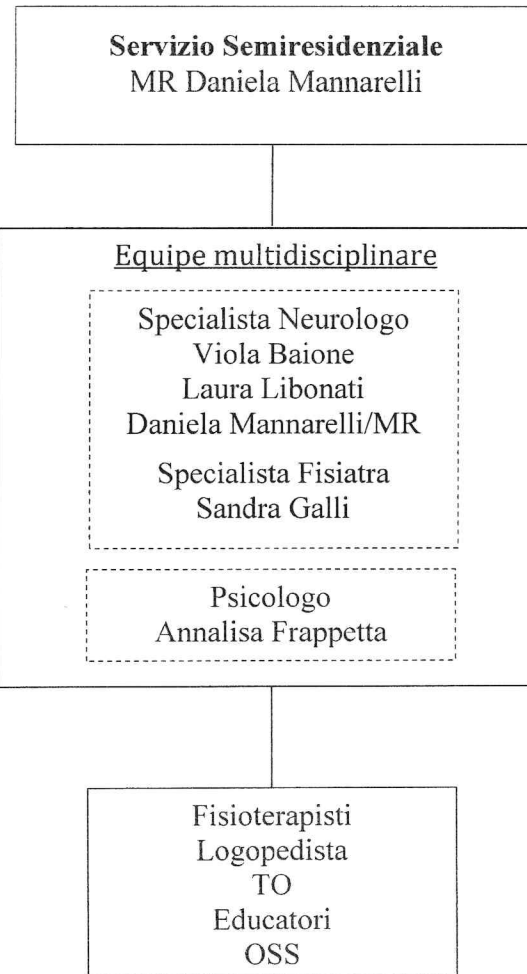 Servizio Semiresidenziale
MR Daniela Mannarelli
Equipe multidisciplinare
Specialista Neurologo
Viola Baione
Laura Libonati
Daniela Mannarelli/MR
Specialista Fisiatra
Sandra Galli
Psicologo
Annalisa Frappetta
Fisioterapisti
Logopedista
TO
Educatori
OSS